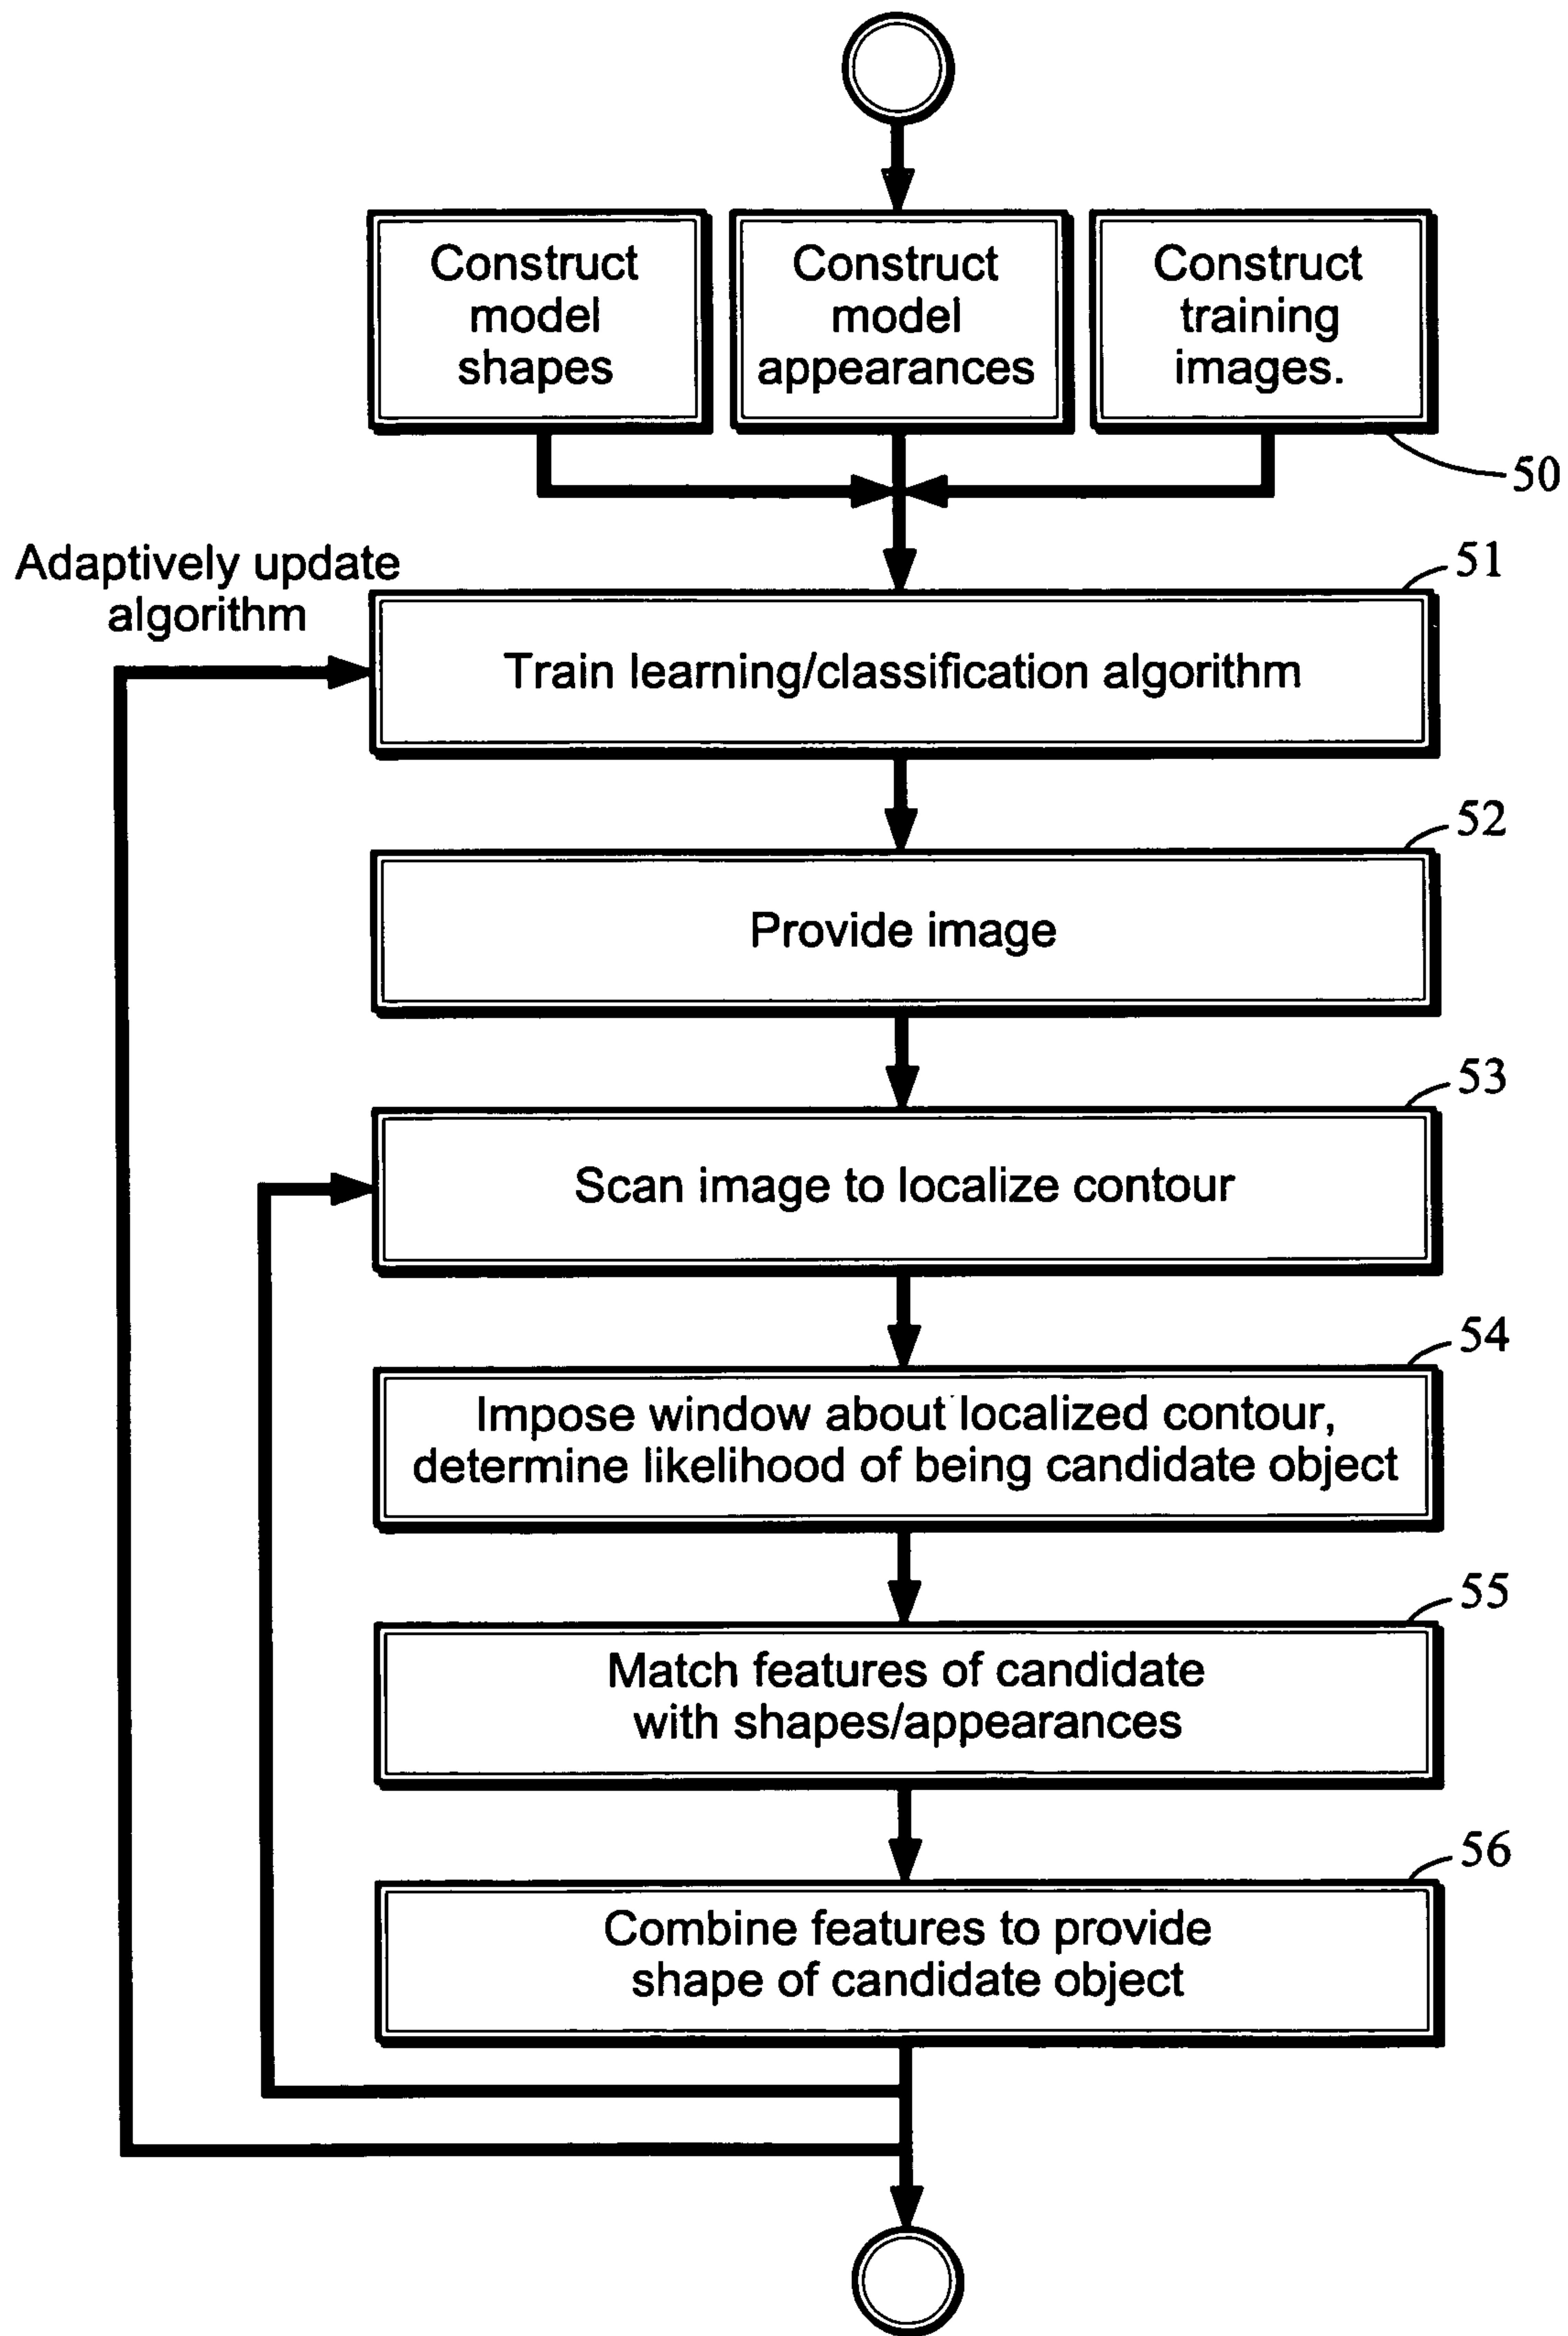 Construct
model
shapes
Construct
model
appearances
Construct
training
images.
50
Adaptively update
algorithm
51
Train learning/classification algorithm
52
Provide image
53
Scan image to localize contour
54
Impose window about localized contour,
determine likelihood of being candidate object
55
Match features of candidate
with shapes/appearances
56
Combine features to provide
shape of candidate object